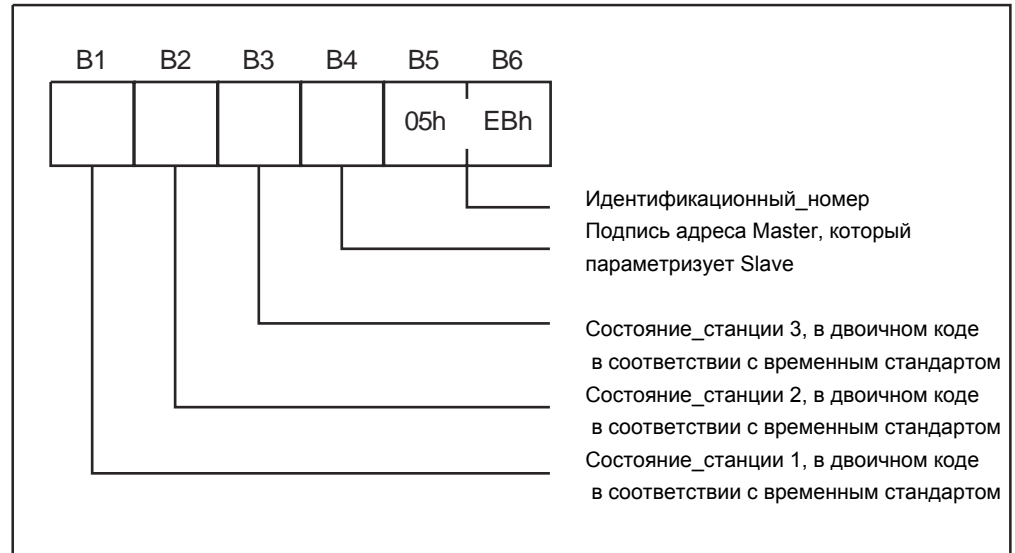 B1 B2 B3 B4 B5 B6
05h EBh
Идентификационный_номер
Подпись адреса Master, который
параметризует Slave
Состояние_станции 3, в двоичном коде
в соответствии с временным стандартом
Состояние_станции 2, в двоичном коде
в соответствии с временным стандартом
Состояние_станции 1, в двоичном коде
в соответствии с временным стандартом